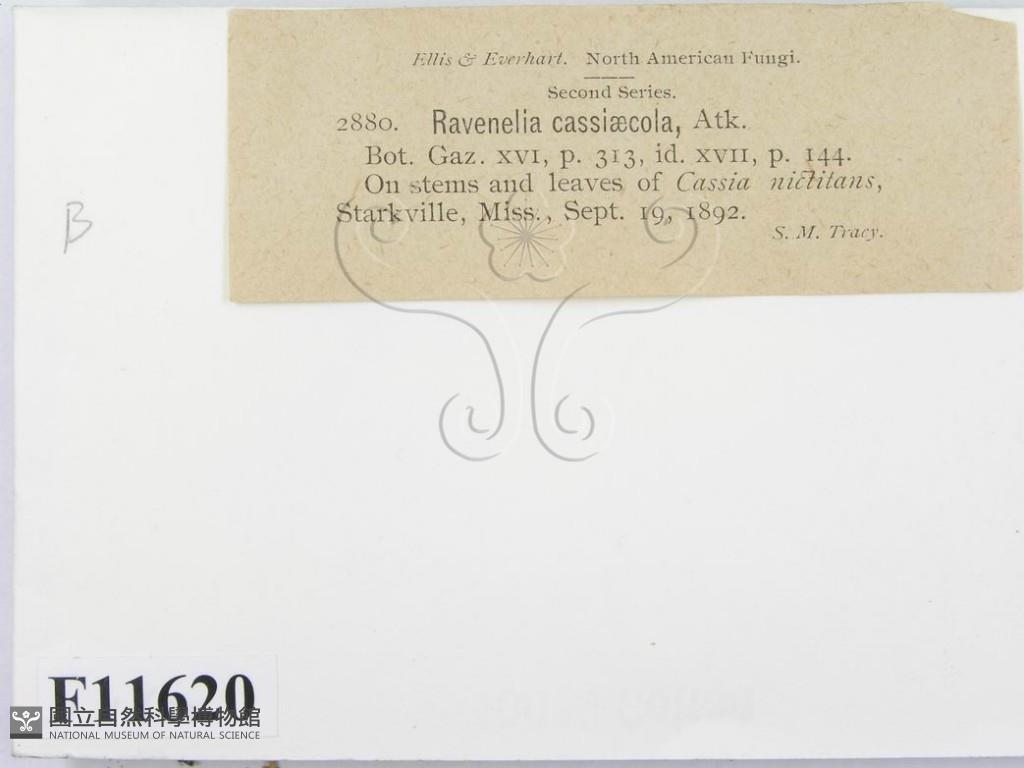 Ellis & Everhart. North American Fungi.
Second Series.
2880. Ravenelia cassiæcola, Atk.
Bot. Gaz. XVI, p. 313, id. XVII, p. 144.
On stems and leaves of Cassia nictitans,
Starkville, Miss., Sept. 19, 1892.
S. M. Tracy.
B
F11620
國立自然科學博物館
NATIONAL MUSEUM OF NATURAL SCIENCE